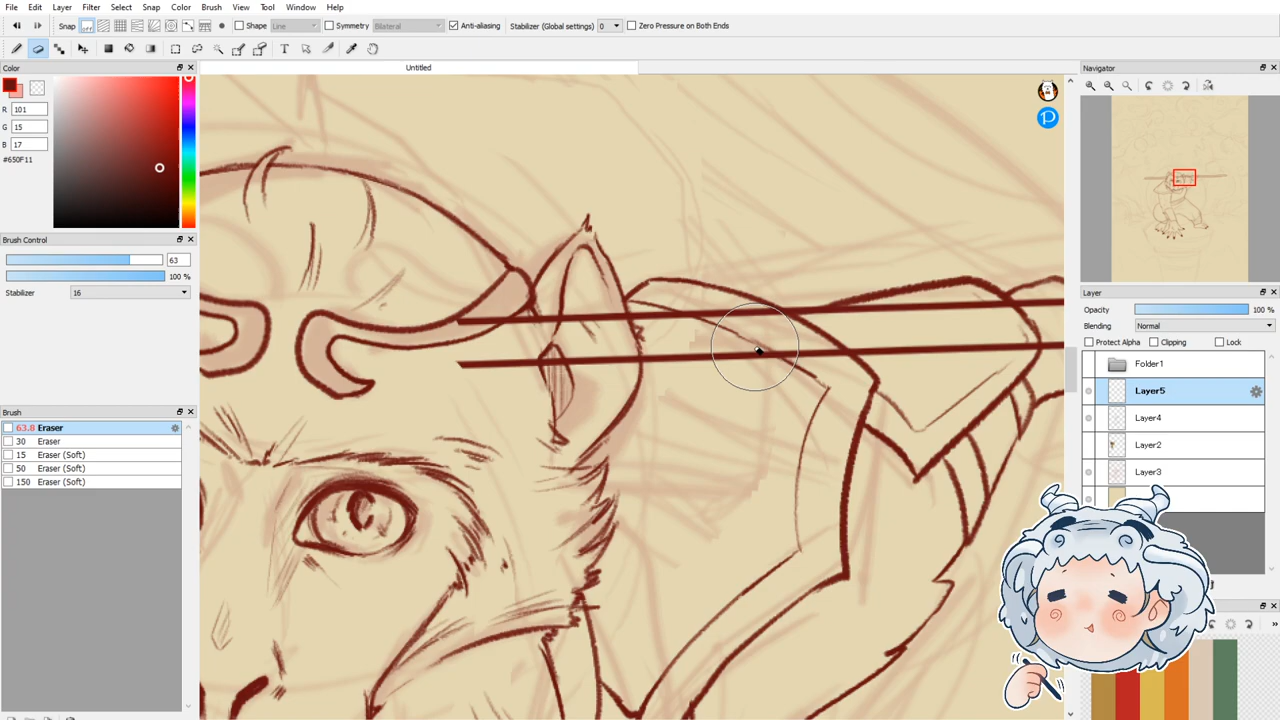 File Edit Layer Filter Select Snap Color Brush View Tool Window Help
Snap off Shape Line Symmetry Bilateral Anti-aliasing Stabilizer (Global settings) 0 Zero Pressure on Both Ends
Color
Untitled
Navigator
R 101
G 15
B 17
#650F11
Brush Control
63
100 %
Stabilizer 16
Layer
Opacity 100 %
Blending Normal
Protect Alpha Clipping Lock
Folder1
Layer5
Layer4
Layer2
Layer3
Brush
63.8 Eraser
30 Eraser
15 Eraser (Soft)
50 Eraser (Soft)
150 Eraser (Soft)